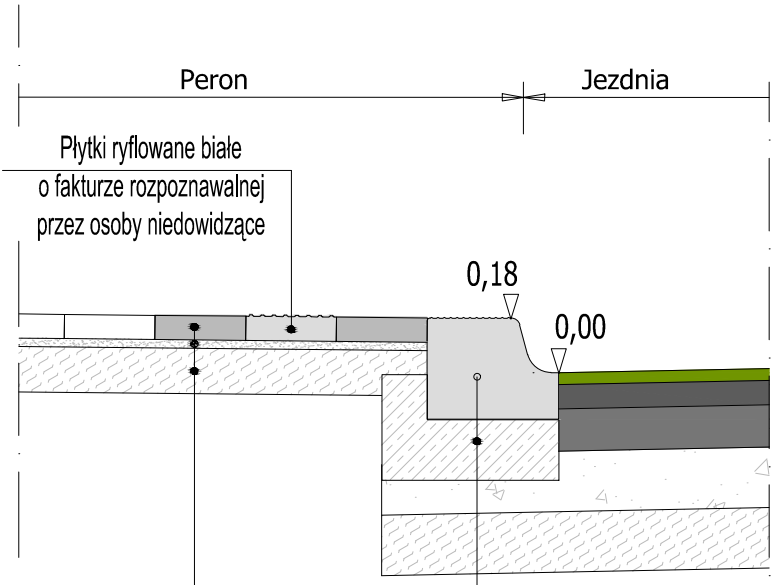 Peron
Jezdnia
Płytki ryflowane białe
o fakturze rozpoznawalnej
przez osoby niedowidzące
0,18
0,00